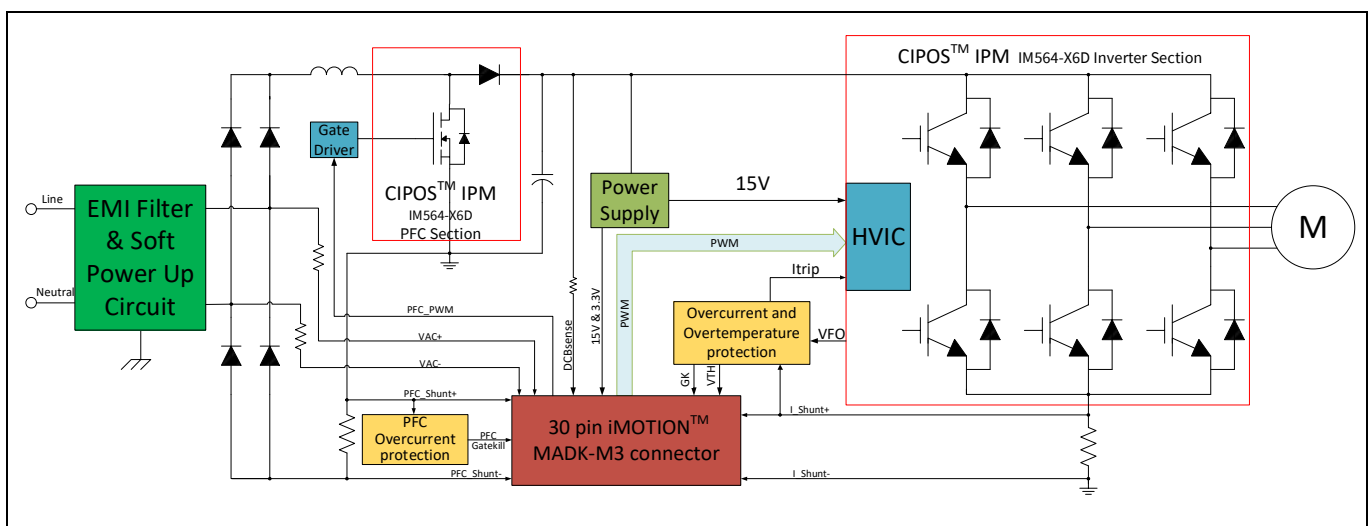 CIPOS™ IPM IM564-X6D Inverter Section
Gate
Driver
CIPOS™ IPM
IM564-X6D
PFC Section
Line
Neutral
EMI Filter
& Soft
Power Up
Circuit
Power
Supply
15V
HVIC
M
PWM
PWM
Itrip
Overcurrent and
Overtemperature
protection
VFO
GK
VTH
DCBsense
15V & 3.3V
PFC_PWM
VAC+
VAC-
PFC_Shunt+
PFC
Overcurrent
protection
PFC
Gatekill
PFC_Shunt-
30 pin iMOTION™
MADK-M3 connector
I_Shunt+
I_Shunt-